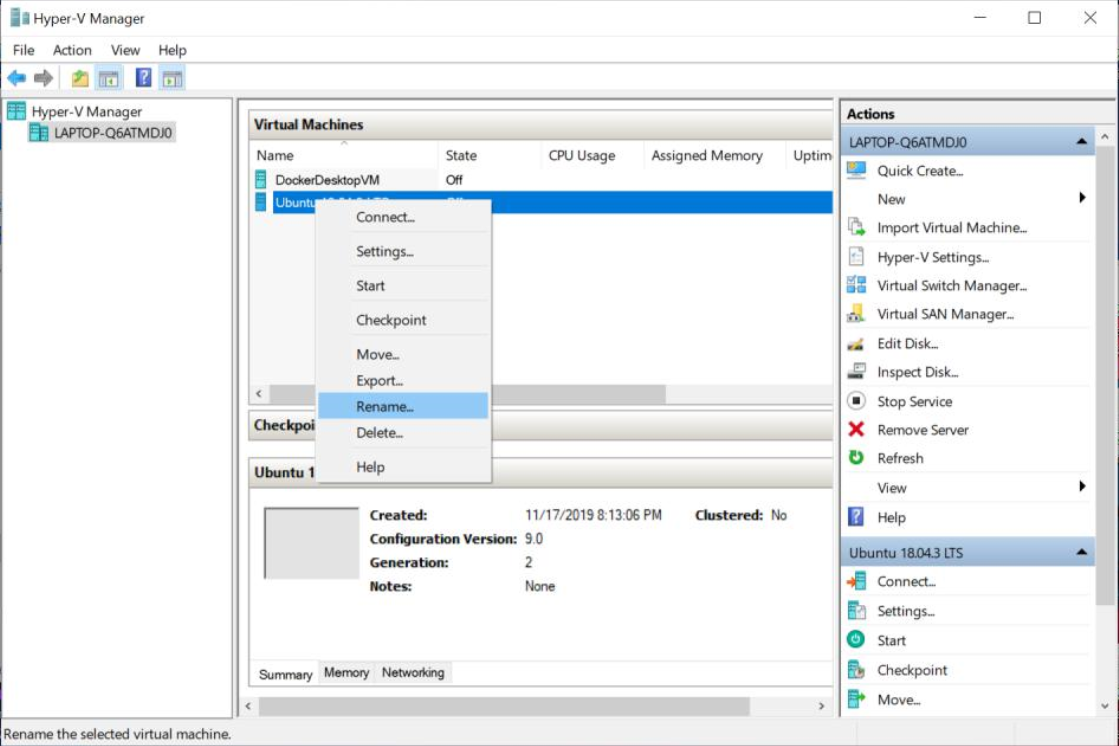 Hyper-V Manager
File Action View Help
Hyper-V Manager
LAPTOP-Q6ATMDJ0
Virtual Machines
Name State CPU Usage Assigned Memory Uptim
DockerDesktopVM Off
Ubuntu
Connect...
Settings...
Start
Checkpoint
Move...
Export...
Rename...
Delete...
Help
Checkpoi
Ubuntu 1
Created: 11/17/2019 8:13:06 PM Clustered: No
Configuration Version: 9.0
Generation: 2
Notes: None
Summary Memory Networking
Actions
LAPTOP-Q6ATMDJ0
Quick Create...
New
Import Virtual Machine...
Hyper-V Settings...
Virtual Switch Manager...
Virtual SAN Manager...
Edit Disk...
Inspect Disk...
Stop Service
Remove Server
Refresh
View
Help
Ubuntu 18.04.3 LTS
Connect...
Settings...
Start
Checkpoint
Move...
Rename the selected virtual machine.